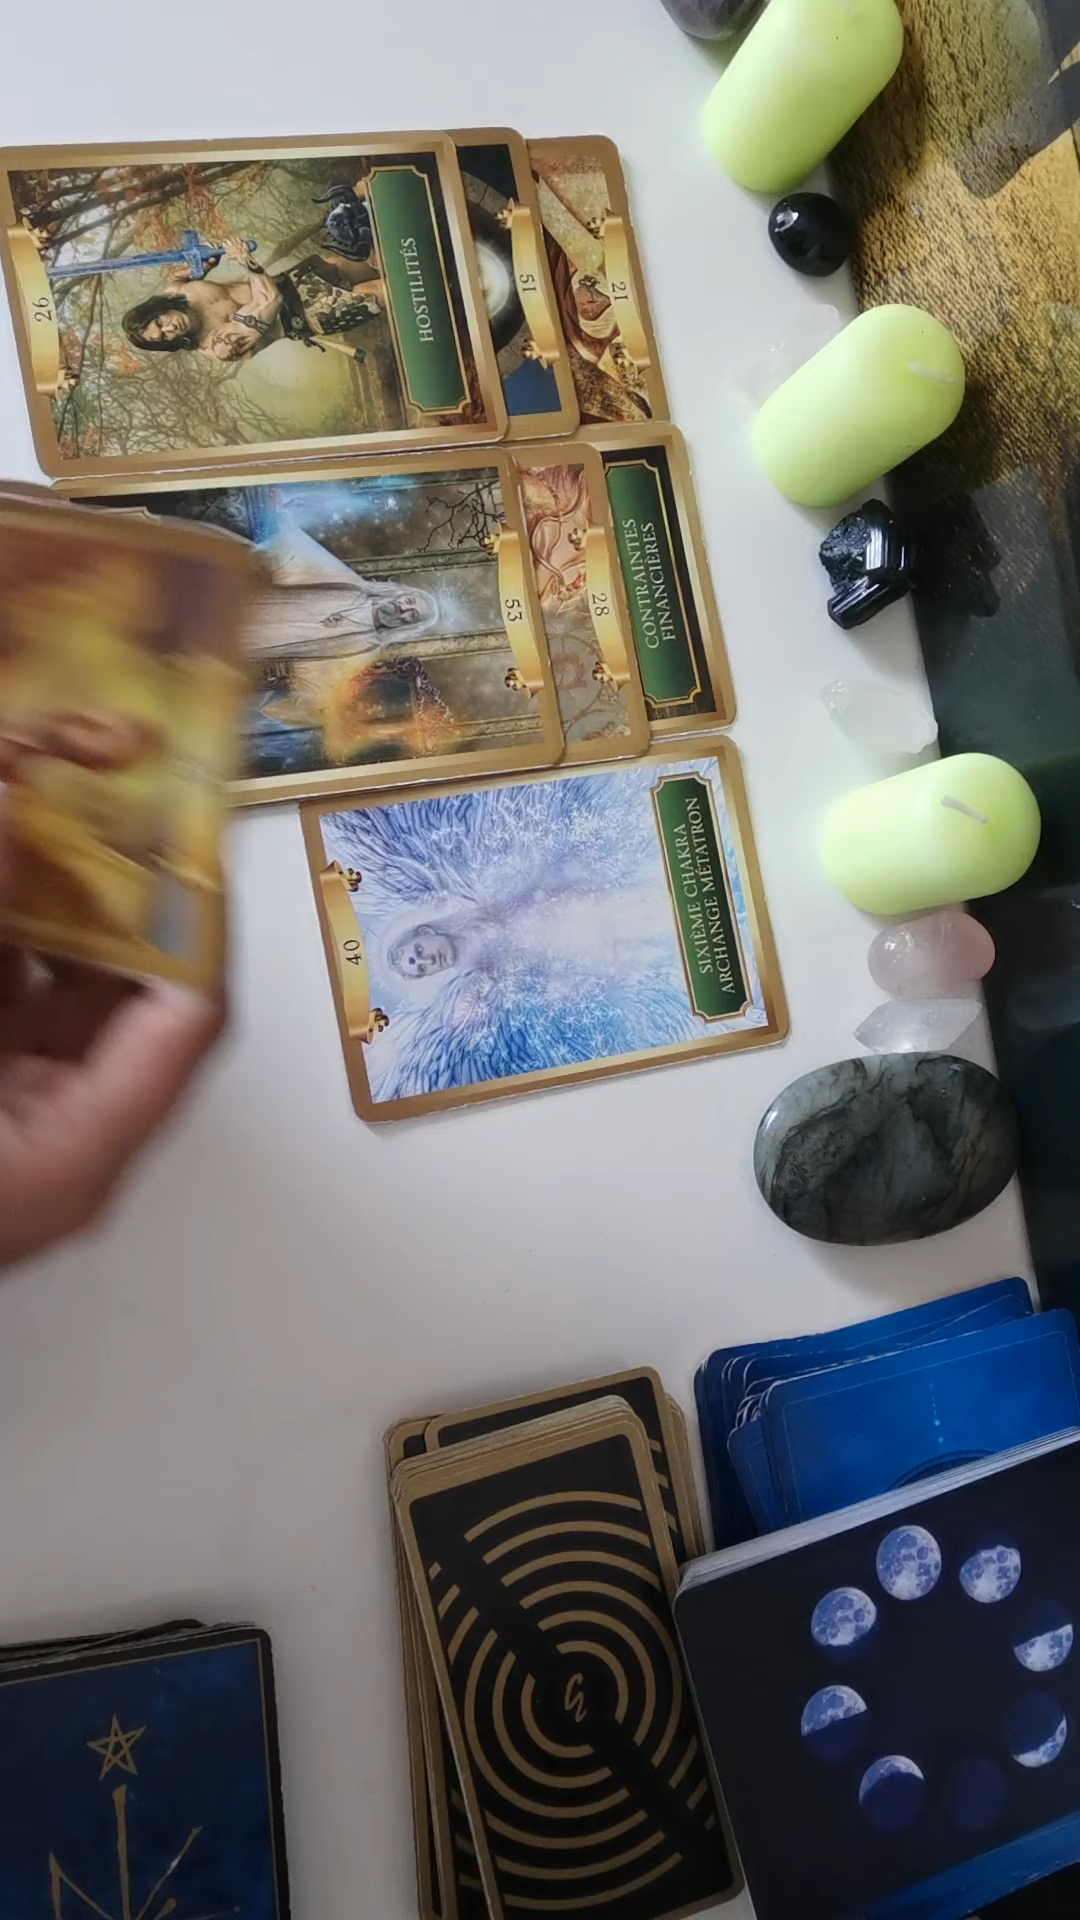 26
HOSTILITÉS
51
21
53
28
CONTRAINTES
FINANCIÈRES
40
SIXIÈME CHAKRA
ARCHANGE MÉTATRON